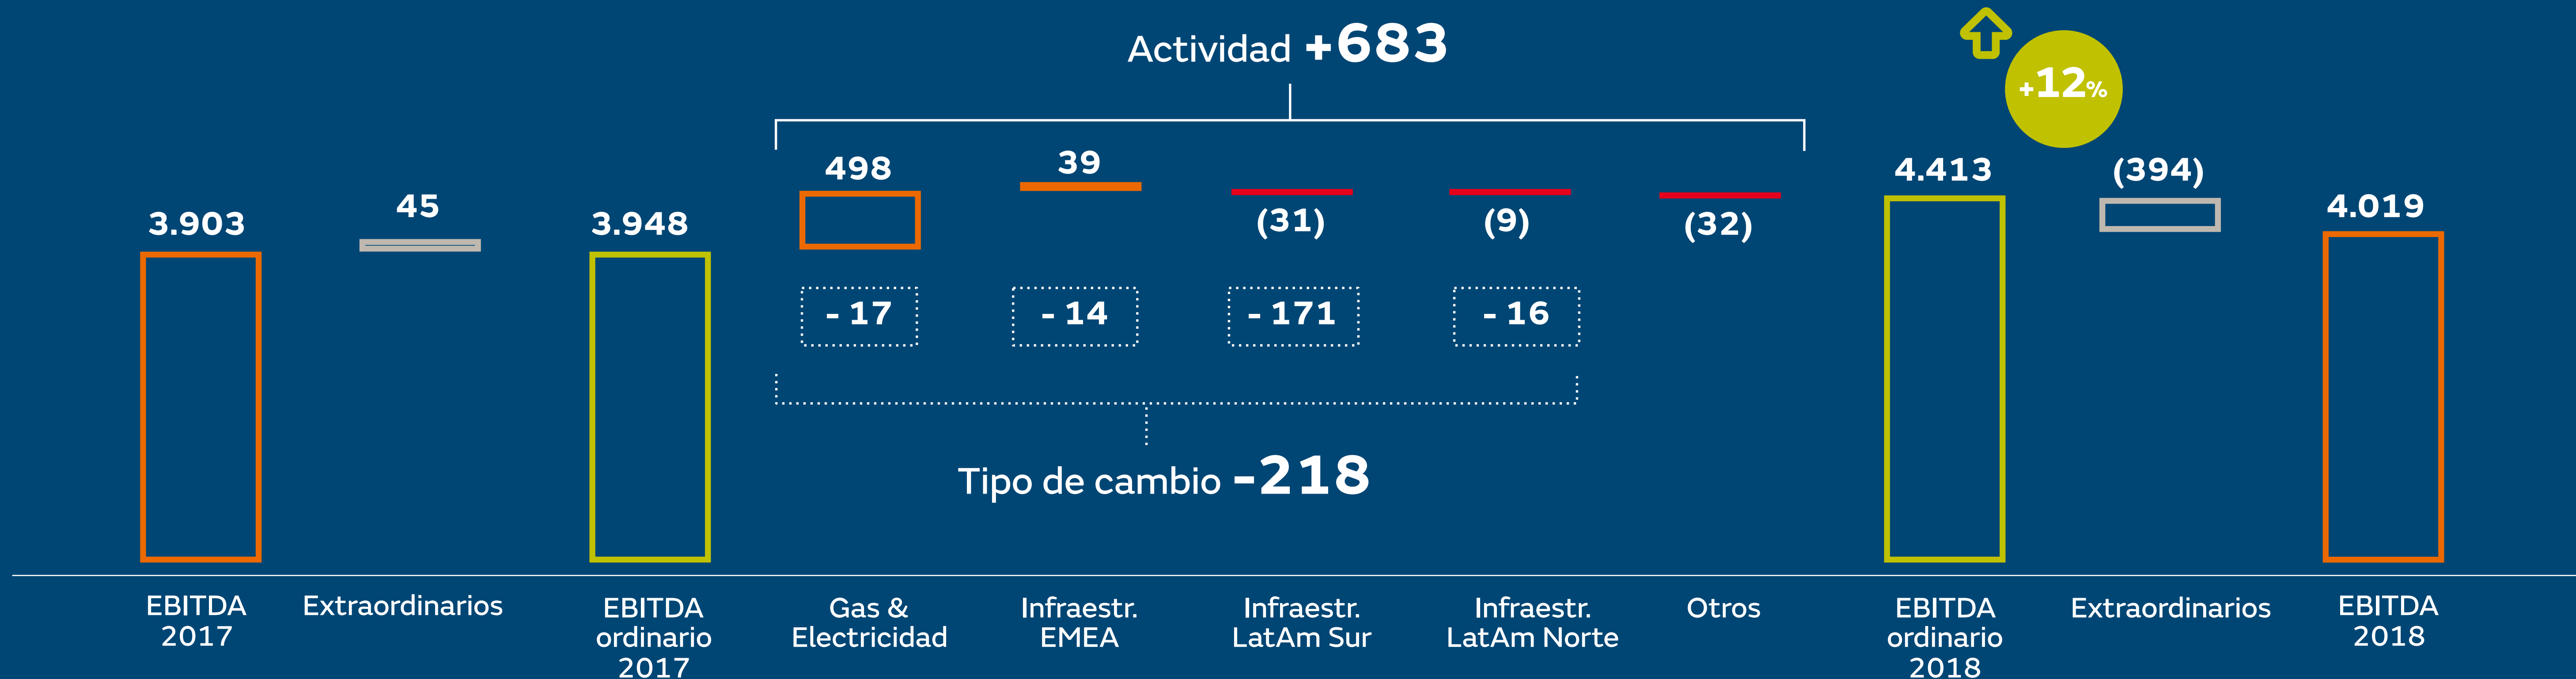 Actividad +683
+12%
3.903
45
3.948
498
39
(31)
(9)
(32)
4.413
(394)
4.019
- 17
- 14
- 171
- 16
Tipo de cambio -218
EBITDA
2017
Extraordinarios
EBITDA
ordinario
2017
Gas &
Electricidad
Infraestr.
EMEA
Infraestr.
LatAm Sur
Infraestr.
LatAm Norte
Otros
EBITDA
ordinario
2018
Extraordinarios
EBITDA
2018